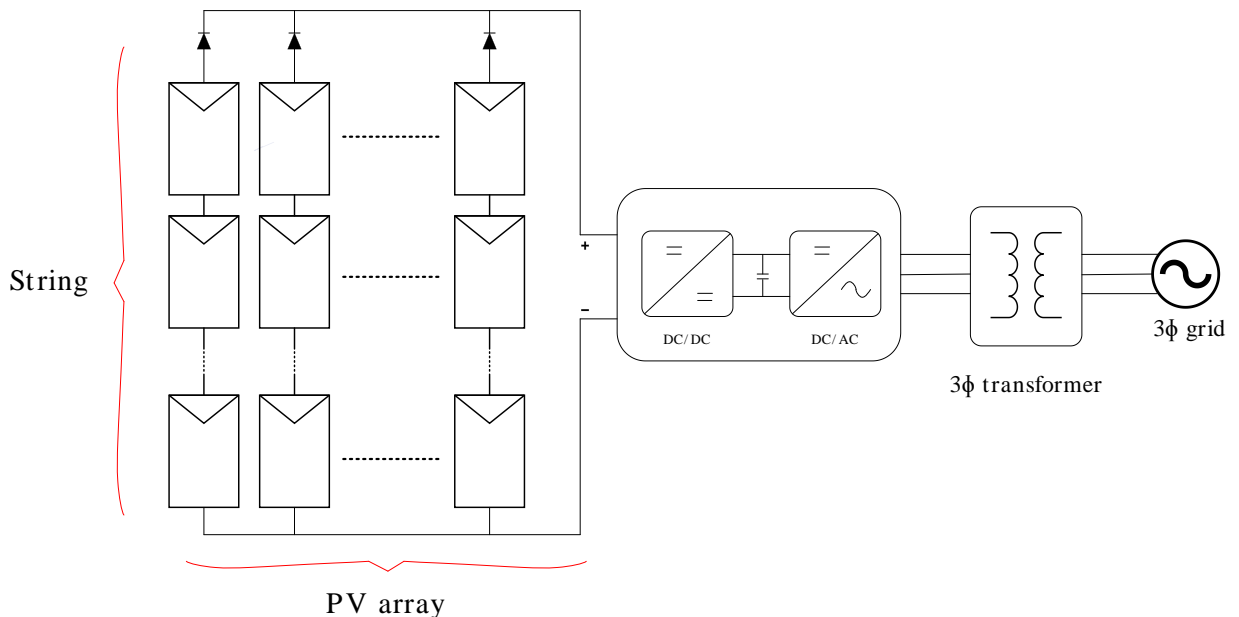 String
+
−
DC/DC
DC/AC
3ϕ grid
3ϕ transformer
PV array